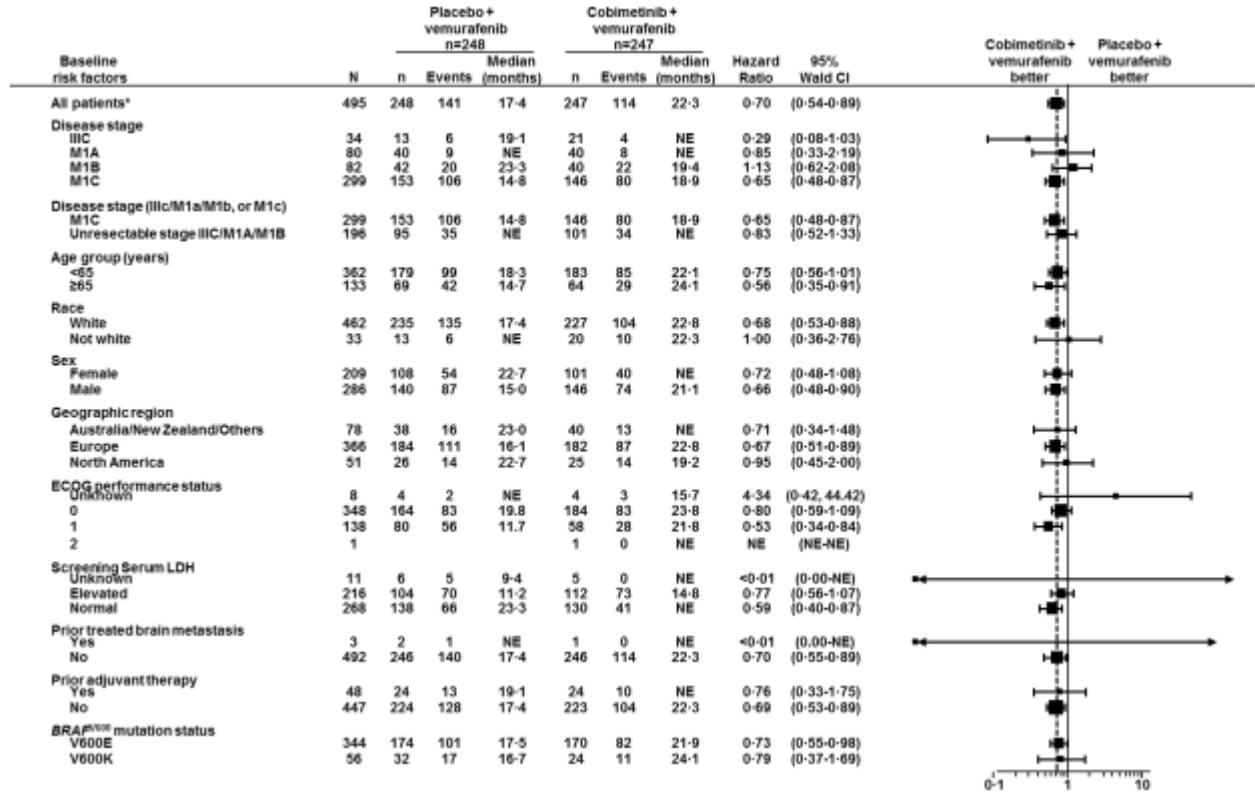 Placebo + Cobimetinib +
vemurafenib vemurafenib
n=248 n=247 Cobimetinib + Placebo +
Baseline Median Median Hazard 95% vemurafenib vemurafenib
risk factors N n Events (months) n Events (months) Ratio Wald CI better better
All patients* 495 248 141 17·4 247 114 22·3 0·70 (0·54-0·89)
Disease stage
IIIC 34 13 6 19·1 21 4 NE 0·29 (0·08-1·03)
M1A 80 40 9 NE 40 8 NE 0·85 (0·33-2·19)
M1B 82 42 20 23·3 40 22 19·4 1·13 (0·62-2·08)
M1C 299 153 106 14·8 146 80 18·9 0·65 (0·48-0·87)
Disease stage (IIIc/M1a/M1b, or M1c)
M1C 299 153 106 14·8 146 80 18·9 0·65 (0·48-0·87)
Unresectable stage IIIC/M1A/M1B 196 95 35 NE 101 34 NE 0·83 (0·52-1·33)
Age group (years)
<65 362 179 99 18·3 183 85 22·1 0·75 (0·56-1·01)
≥65 133 69 42 14·7 64 29 24·1 0·56 (0·35-0·91)
Race
White 462 235 135 17·4 227 104 22·8 0·68 (0·53-0·88)
Not white 33 13 6 NE 20 10 22·3 1·00 (0·36-2·76)
Sex
Female 209 108 54 22·7 101 40 NE 0·72 (0·48-1·08)
Male 286 140 87 15·0 146 74 21·1 0·66 (0·48-0·90)
Geographic region
Australia/New Zealand/Others 78 38 16 23·0 40 13 NE 0·71 (0·34-1·48)
Europe 366 184 111 16·1 182 87 22·8 0·67 (0·51-0·89)
North America 51 26 14 22·7 25 14 19·2 0·95 (0·45-2·00)
ECOG performance status
Unknown 8 4 2 NE 4 3 15·7 4·34 (0·42, 44.42)
0 348 164 83 19.8 184 83 23·8 0·80 (0·59-1·09)
1 138 80 56 11.7 58 28 21·8 0·53 (0·34-0·84)
2 1 1 0 NE NE (NE-NE)
Screening Serum LDH
Unknown 11 6 5 9·4 5 0 NE <0·01 (0·00-NE)
Elevated 216 104 70 11·2 112 73 14·8 0·77 (0·56-1·07)
Normal 268 138 66 23·3 130 41 NE 0·59 (0·40-0·87)
Prior treated brain metastasis
Yes 3 2 1 NE 1 0 NE <0·01 (0.00-NE)
No 492 246 140 17·4 246 114 22·3 0·70 (0·55-0·89)
Prior adjuvant therapy
Yes 48 24 13 19·1 24 10 NE 0·76 (0·33-1·75)
No 447 224 128 17·4 223 104 22·3 0·69 (0·53-0·89)
BRAFV600 mutation status
V600E 344 174 101 17·5 170 82 21·9 0·73 (0·55-0·98)
V600K 56 32 17 16·7 24 11 24·1 0·79 (0·37-1·69)
0·1 1 10